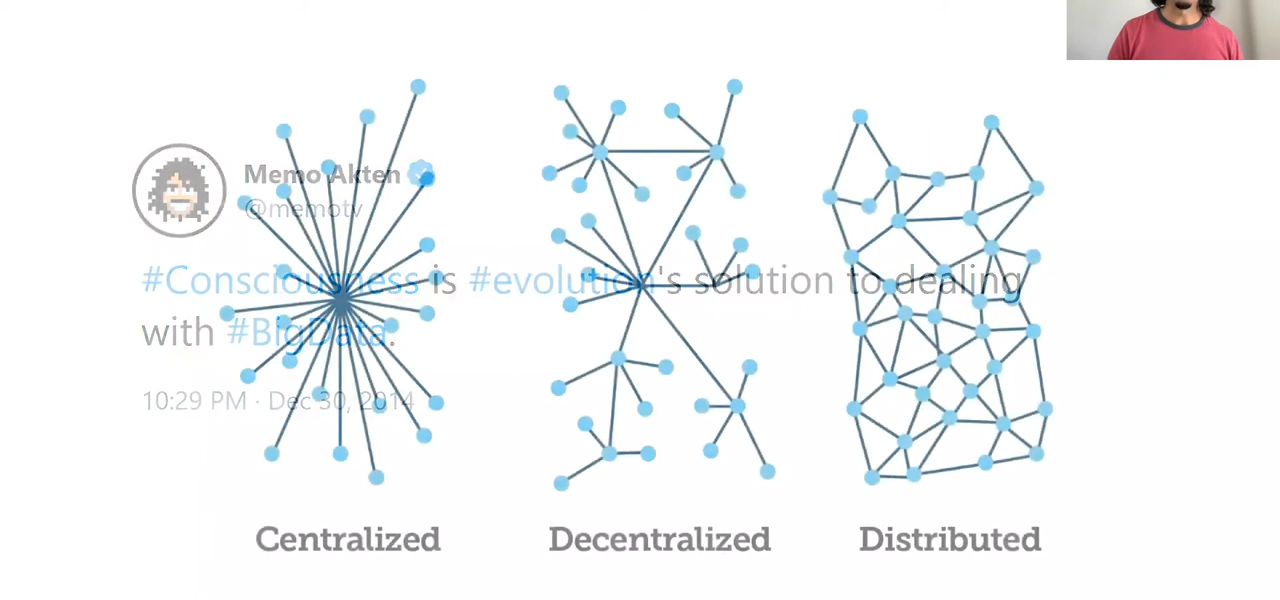 Memo Akten
@memotv
#Consciousness is #evolution's solution to dealing
with #BigData.
10:29 PM · Dec 30, 2014
Centralized
Decentralized
Distributed